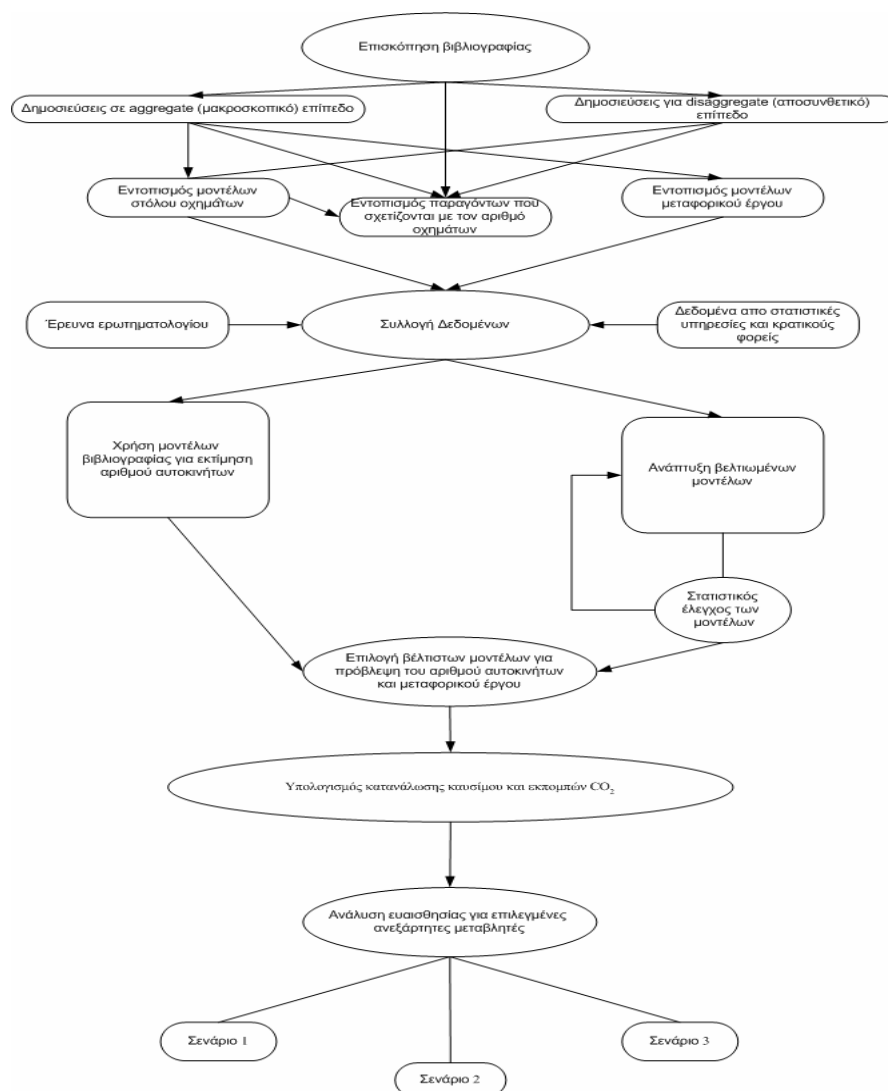 Επισκόπηση βιβλιογραφίας
Δημοσιεύσεις σε aggregate (μακροσκοπικό) επίπεδο
Δημοσιεύσεις για disaggregate (αποσυνθετικό)
επίπεδο
Εντοπισμός μοντέλων
στόλου οχημάτων
Εντοπισμός παραγόντων που
σχετίζονται με τον αριθμό
οχημάτων
Εντοπισμός μοντέλων
μεταφορικού έργου
Έρευνα ερωτηματολογίου
Συλλογή Δεδομένων
Δεδομένα απο στατιστικές
υπηρεσίες και κρατικούς
φορείς
Χρήση μοντέλων
βιβλιογραφίας για εκτίμηση
αριθμού αυτοκινήτων
Ανάπτυξη βελτιωμένων
μοντέλων
Στατιστικός
έλεγχος των
μοντέλων
Επιλογή βέλτιστων μοντέλων για
πρόβλεψη του αριθμού αυτοκινήτων
και μεταφορικού έργου
Υπολογισμός κατανάλωσης καυσίμου και εκπομπών CO₂
Ανάλυση ευαισθησίας για επιλεγμένες
ανεξάρτητες μεταβλητές
Σενάριο 1
Σενάριο 2
Σενάριο 3